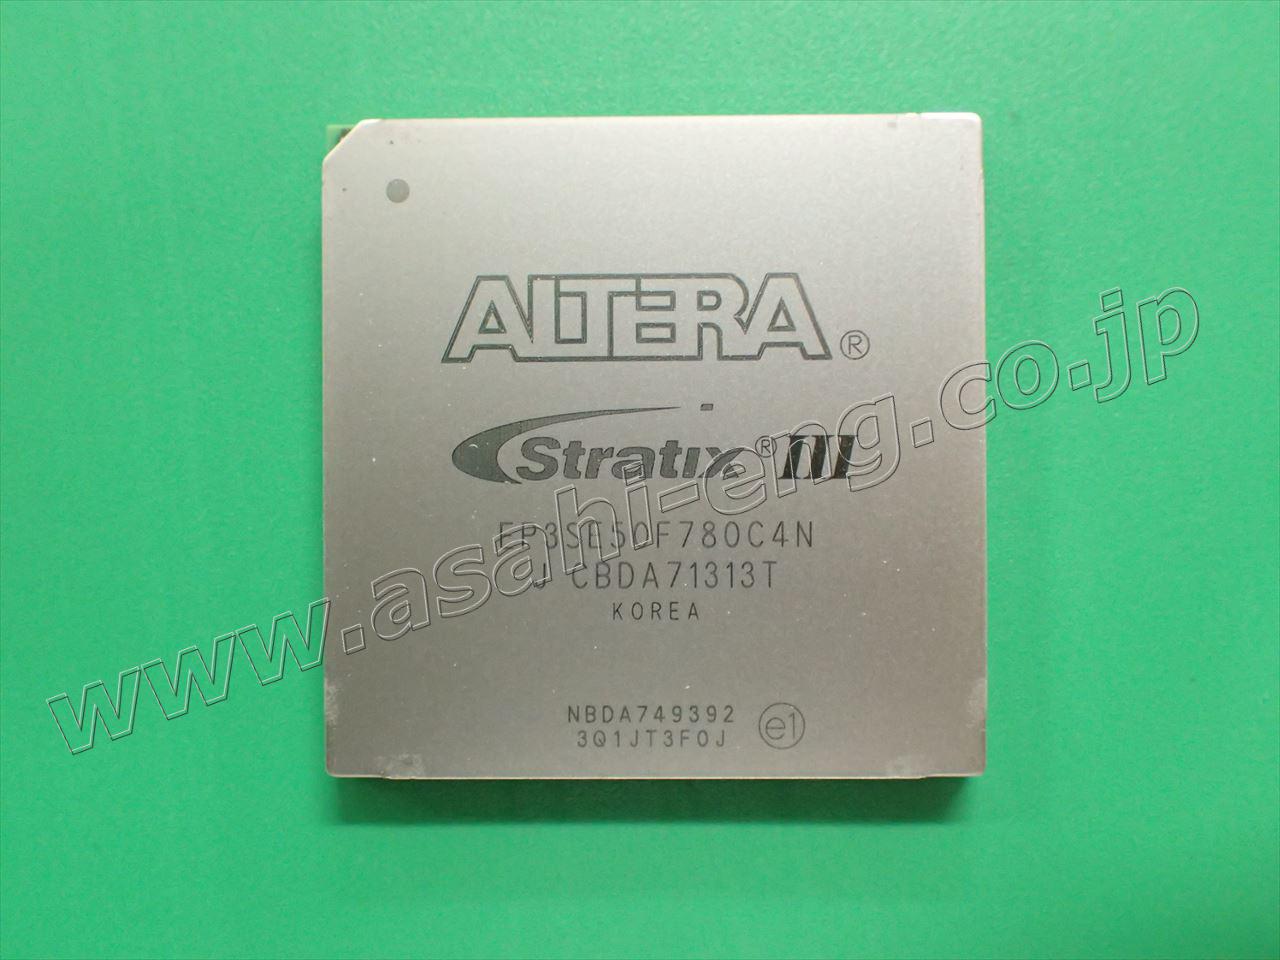 ALTERA®
Stratix® III
EP3SE50F780C4N
J CBDA71313T
KOREA
NBDA749392
3Q1JT3F0J
e1
www.asahi-eng.co.jp